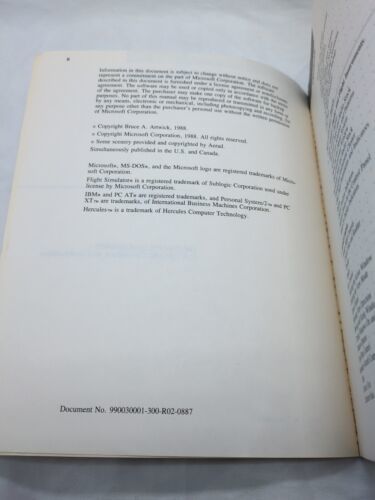 ii
Information in this document is subject to change without notice and does not
represent a commitment on the part of Microsoft Corporation. The software
described in this document is furnished under a license agreement or
agreement. The software may be used or copied only in accordance with the terms
of the agreement. The purchaser may make one copy of the software for backup
purposes. No part of this manual may be reproduced or transmitted in any form or
by any means, electronic or mechanical, including photocopying and recording, for
any purpose other than the purchaser's personal use without the written permission
of Microsoft Corporation.
© Copyright Bruce A. Artwick, 1988.
© Copyright Microsoft Corporation, 1988. All rights reserved.
© Some scenery provided and copyrighted by
Simultaneously published in the U.S. and Canada.
Microsoft®, MS-DOS®, and the Microsoft logo are registered trademarks of Micro-
soft Corporation.
Flight Simulator® is a registered trademark of Sublogic Corporation used under
license by Microsoft Corporation.
IBM® and PC AT® are registered trademarks, and Personal System/2™ and PC
XT™ are trademarks, of International Business Machines Corporation.
Hercules™ is a trademark of Hercules Computer Technology.
Document No. 990030001-300-R02-0887